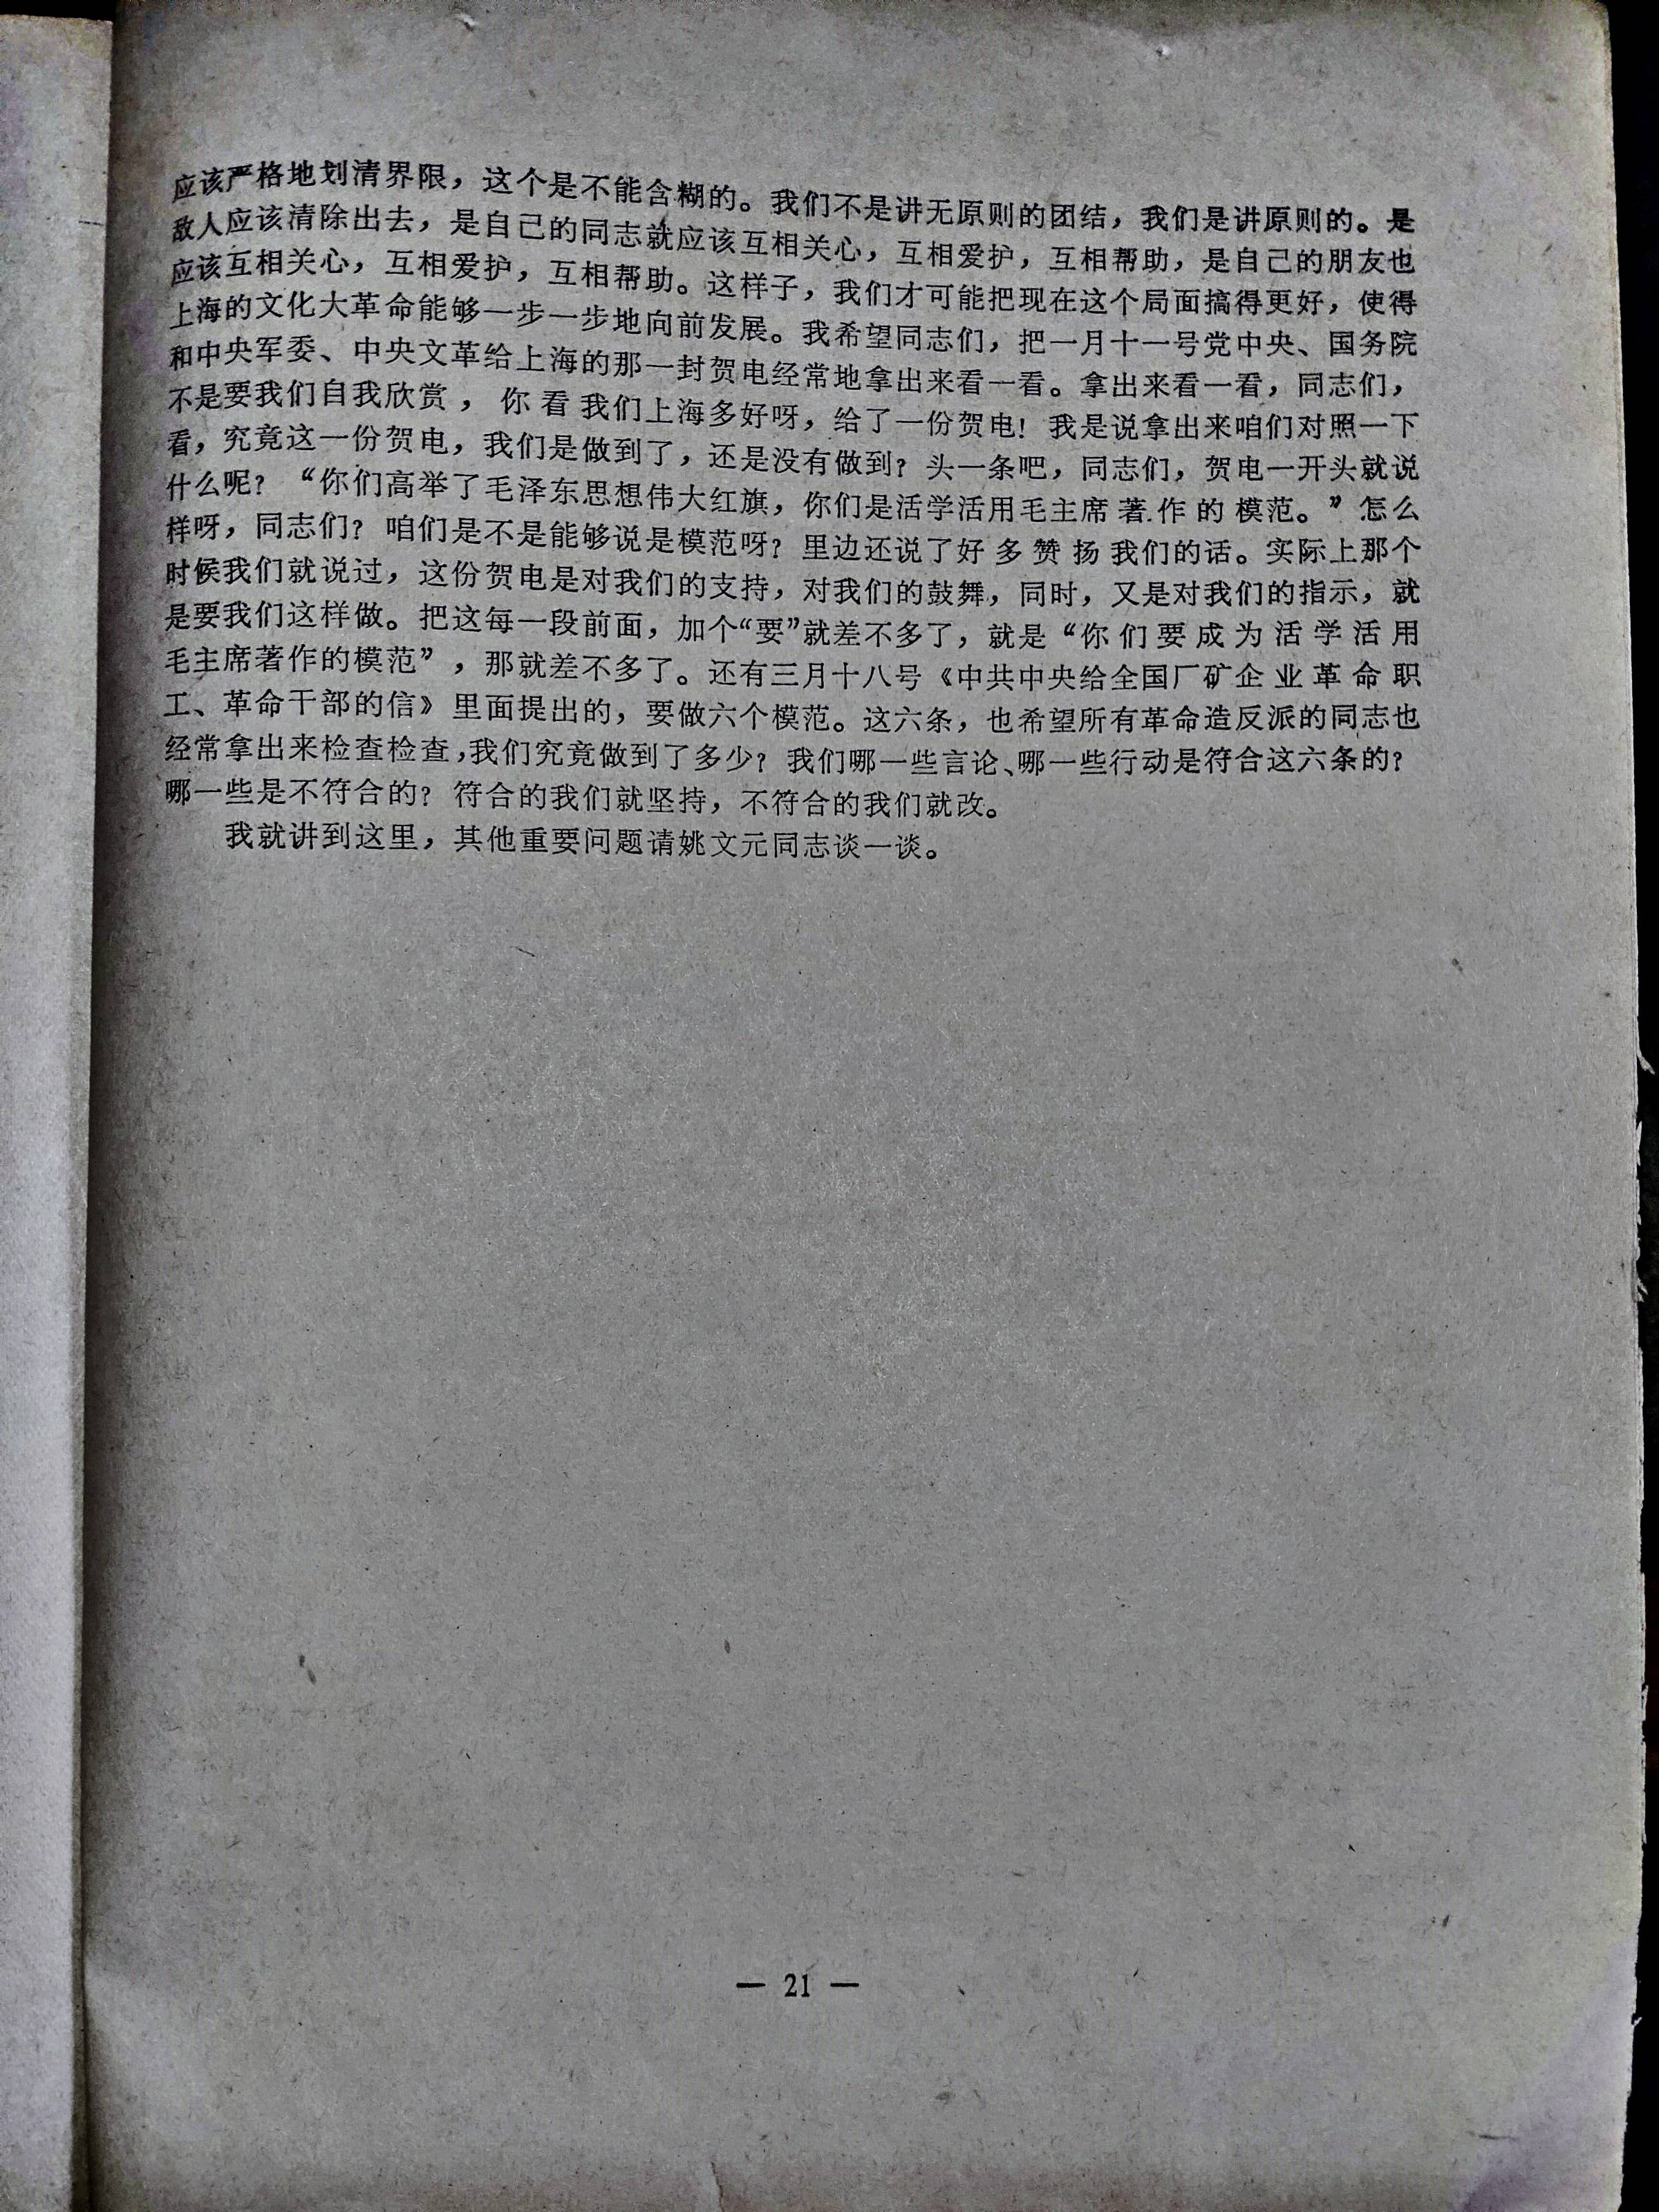 应该严格地划清界限，这个是不能含糊的。我们不是讲无原则的团结，我们是讲原则的。是
敌人应该清除出去，是自己的同志就应该互相关心，互相爱护，互相帮助，是自己的朋友也
应该互相关心，互相爱护，互相帮助。这样子，我们才可能把现在这个局面搞得更好，使得
上海的文化大革命能够一步一步地向前发展。我希望同志们，把一月十一号党中央、国务院
和中央军委、中央文革给上海的那一封贺电经常地拿出来看一看。拿出来看一看，同志们，
不是要我们自我欣赏，你看我们上海多好呀，给了一份贺电！我是说拿出来咱们对照一下
看，究竟这一份贺电，我们是做到了，还是没有做到？头一条吧，同志们，贺电一开头就说
什么呢？“你们高举了毛泽东思想伟大红旗，你们是活学活用毛主席著作的模范。”怎么
样呀，同志们？咱们是不是能够说是模范呀？里边还说了好多赞扬我们的话。实际上那个
时候我们就说过，这份贺电是对我们的支持，对我们的鼓舞，同时，又是对我们的指示，就
是要我们这样做。把这每一段前面，加个“要”就差不多了，就是“你们要成为活学活用
毛主席著作的模范”，那就差不多了。还有三月十八号《中共中央给全国厂矿企业革命职
工、革命干部的信》里面提出的，要做六个模范。这六条，也希望所有革命造反派的同志也
经常拿出来检查检查，我们究竟做到了多少？我们哪一些言论、哪一些行动是符合这六条的？
哪一些是不符合的？符合的我们就坚持，不符合的我们就改。
我就讲到这里，其他重要问题请姚文元同志谈一谈。
— 21 —